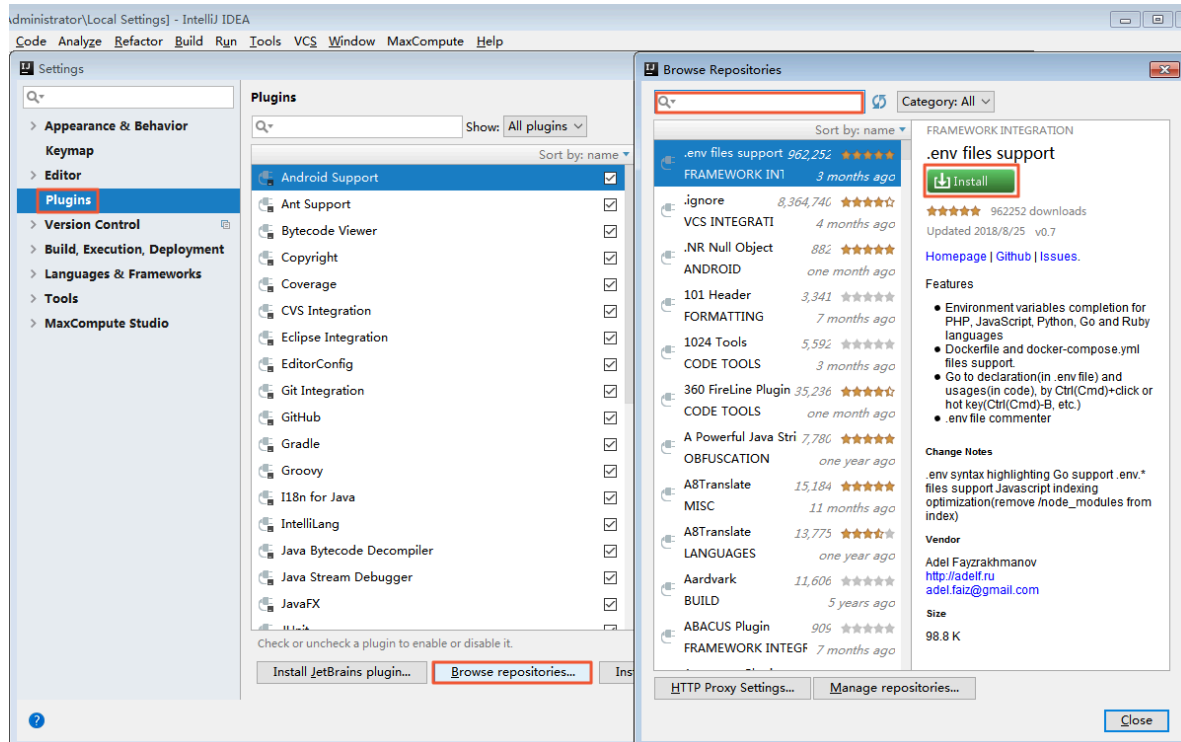 Administrator\Local Settings] - IntelliJ IDEA
Code Analyze Refactor Build Run Tools VCS Window MaxCompute Help
Settings
Appearance & Behavior
Keymap
Editor
Plugins
Version Control
Build, Execution, Deployment
Languages & Frameworks
Tools
MaxCompute Studio
Plugins
Show: All plugins
Sort by: name
Android Support
Ant Support
Bytecode Viewer
Copyright
Coverage
CVS Integration
Eclipse Integration
EditorConfig
Git Integration
GitHub
Gradle
Groovy
I18n for Java
IntelliLang
Java Bytecode Decompiler
Java Stream Debugger
JavaFX
Check or uncheck a plugin to enable or disable it.
Install JetBrains plugin... Browse repositories... Ins
Browse Repositories
Category: All
Sort by: name
.env files support 962,252
FRAMEWORK INT 3 months ago
.ignore 8,364,740
VCS INTEGRATI 4 months ago
.NR Null Object 882
ANDROID one month ago
101 Header 3,341
FORMATTING 7 months ago
1024 Tools 5,592
CODE TOOLS 3 months ago
360 FireLine Plugin 35,236
CODE TOOLS one month ago
A Powerful Java Stri 7,780
OBFUSCATION one year ago
A8Translate 15,184
MISC 11 months ago
A8Translate 13,775
LANGUAGES one year ago
Aardvark 11,606
BUILD 5 years ago
ABACUS Plugin 909
FRAMEWORK INTEGR 7 months ago
FRAMEWORK INTEGRATION
.env files support
Install
962252 downloads
Updated 2018/8/25 v0.7
Homepage | Github | Issues.
Features
● Environment variables completion for
PHP, JavaScript, Python, Go and Ruby
languages
● Dockerfile and docker-compose.yml
files support.
● Go to declaration(in .env file) and
usages(in code), by Ctrl(Cmd)+click or
hot key(Ctrl(Cmd)-B, etc.)
● .env file commenter
Change Notes
.env syntax highlighting Go support .env.*
files support Javascript indexing
optimization(remove /node_modules from
index)
Vendor
Adel Fayzrakhmanov
http://adelf.ru
adel.faiz@gmail.com
Size
98.8 K
HTTP Proxy Settings... Manage repositories...
Close